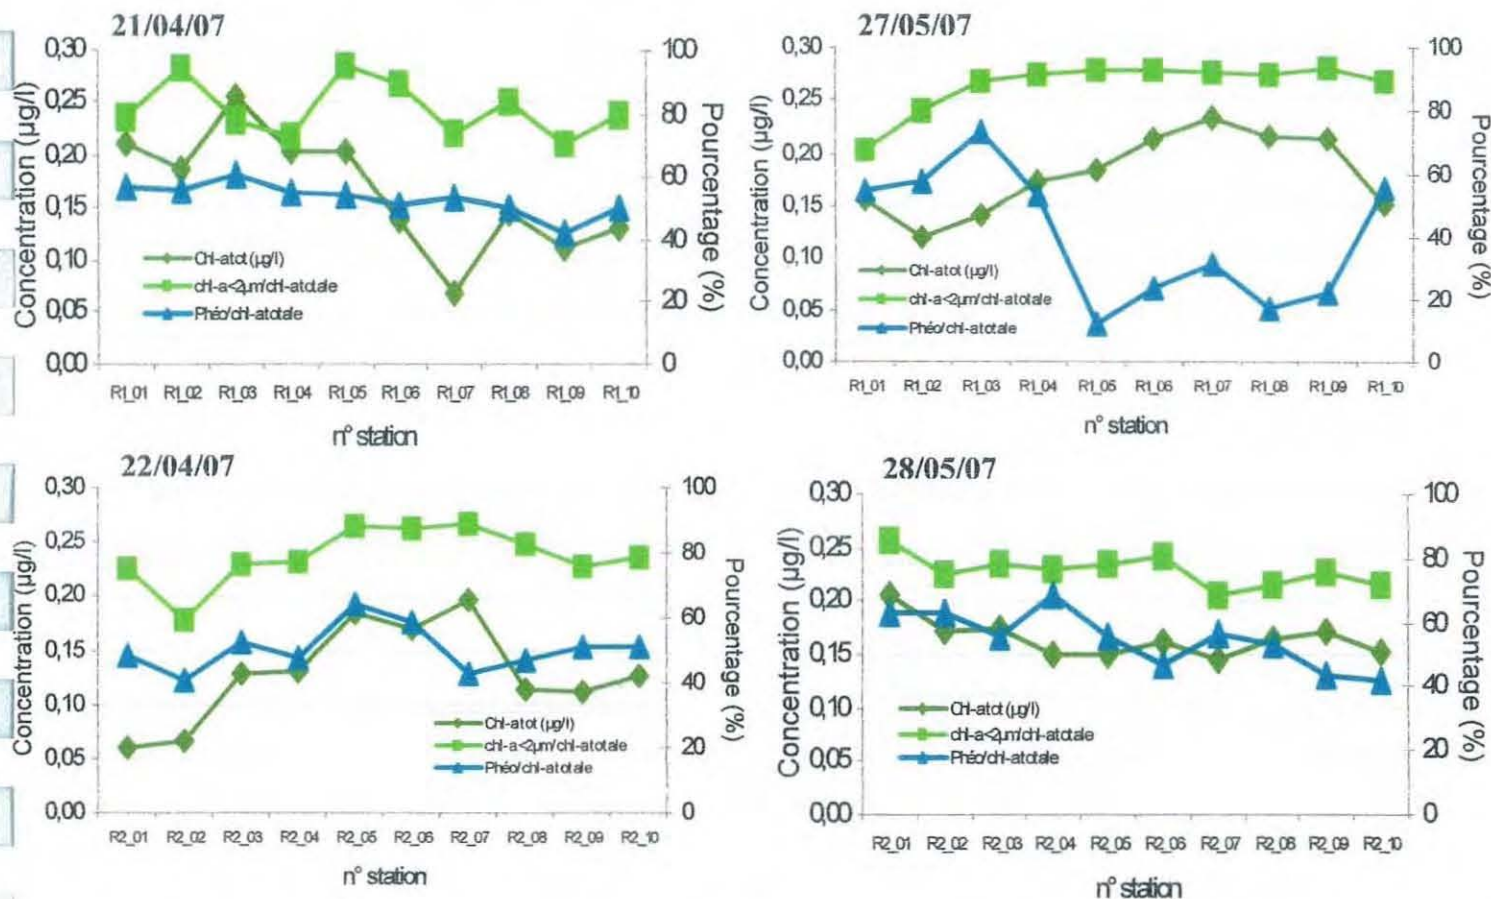 21/04/07
Concentration (µg/l)
0,30
0,25
0,20
0,15
0,10
0,05
0,00
100
80
60
40
20
0
Pourcentage (%)
Chl-atot (µg/l)
chl-a<2µm/chl-atotale
Phéo/chl-atotale
R1_01 R1_02 R1_03 R1_04 R1_05 R1_06 R1_07 R1_08 R1_09 R1_10
n° station
27/05/07
Concentration (µg/l)
0,30
0,25
0,20
0,15
0,10
0,05
0,00
100
80
60
40
20
0
Pourcentage (%)
Chl-atot (µg/l)
chl-a<2µm/chl-atotale
Phéo/chl-atotale
R1_01 R1_02 R1_03 R1_04 R1_05 R1_06 R1_07 R1_08 R1_09 R1_10
n° station
22/04/07
Concentration (µg/l)
0,30
0,25
0,20
0,15
0,10
0,05
0,00
100
80
60
40
20
0
Pourcentage (%)
Chl-atot (µg/l)
chl-a<2µm/chl-atotale
Phéo/chl-atotale
R2_01 R2_02 R2_03 R2_04 R2_05 R2_06 R2_07 R2_08 R2_09 R2_10
n° station
28/05/07
Concentration (µg/l)
0,30
0,25
0,20
0,15
0,10
0,05
0,00
100
80
60
40
20
0
Pourcentage (%)
Chl-atot (µg/l)
chl-a<2µm/chl-atotale
Phéo/chl-atotale
R2_01 R2_02 R2_03 R2_04 R2_05 R2_06 R2_07 R2_08 R2_09 R2_10
n° station